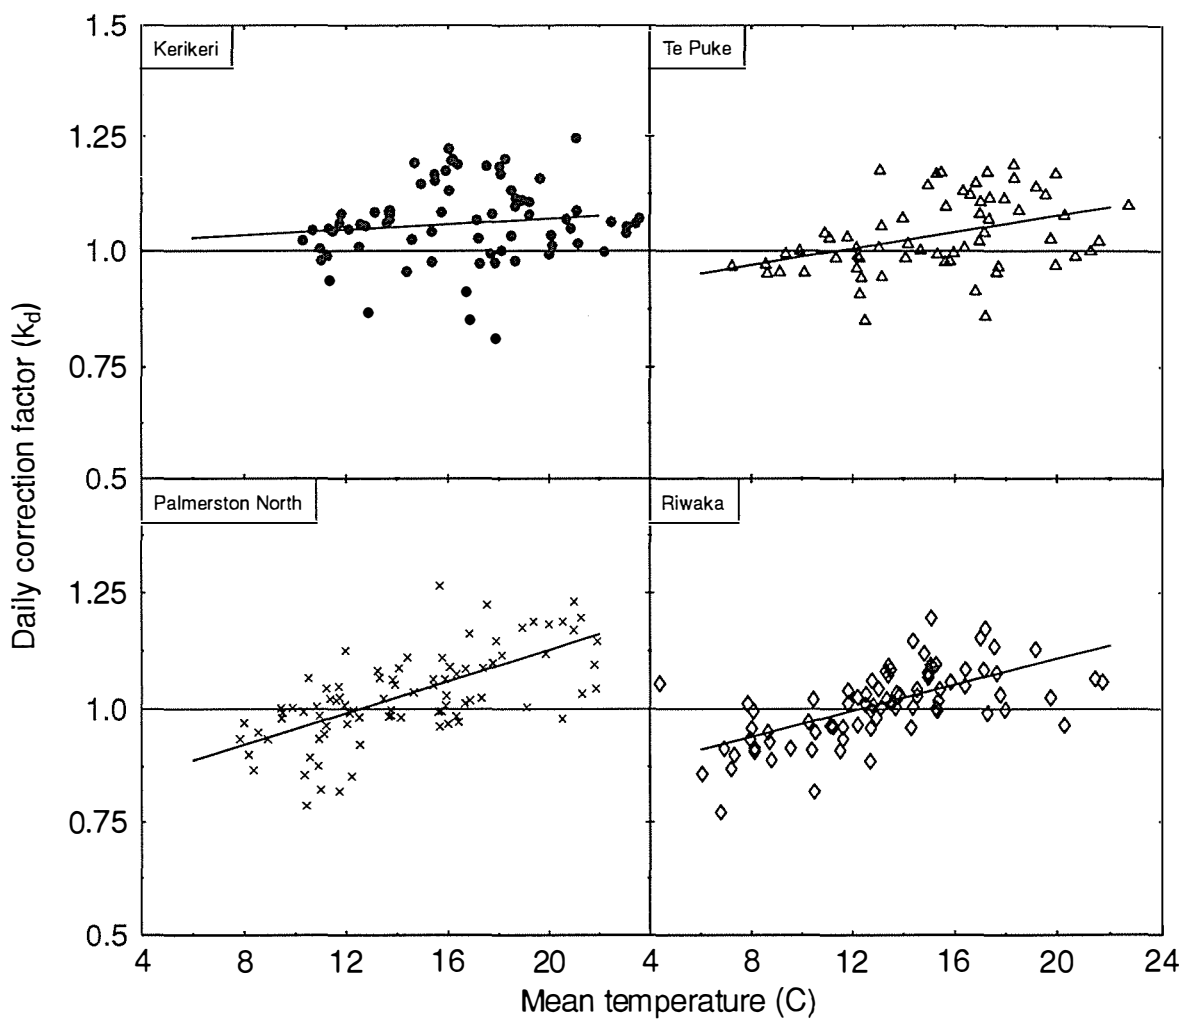 1.5
Kerikeri
Te Puke
1.25
1.0
0.75
0.5
Palmerston North
Riwaka
1.25
1.0
0.75
0.5
4 8 12 16 20 4 8 12 16 20 24
Mean temperature (C)
Daily correction factor (kd)